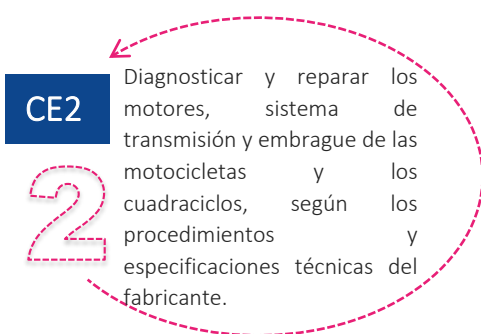 CE2
2
Diagnosticar y reparar los
motores, sistema de
transmisión y embrague de las
motocicletas y los
cuadraciclos, según los
procedimientos y
especificaciones técnicas del
fabricante.